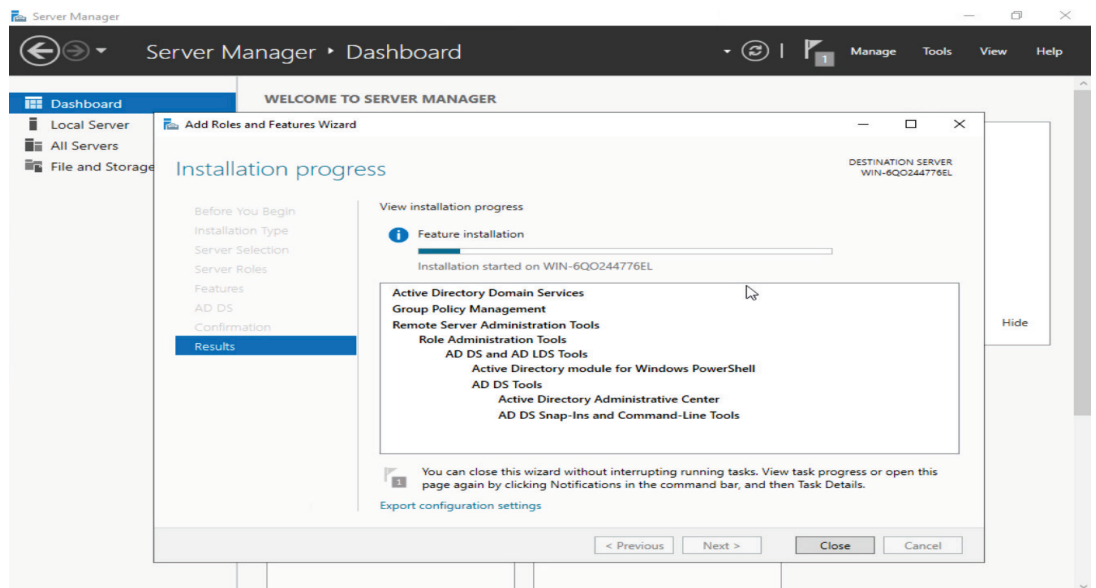 Server Manager
Server Manager ‣ Dashboard
1
Manage
Tools
View
Help
Dashboard
Local Server
All Servers
File and Storage
WELCOME TO SERVER MANAGER
Add Roles and Features Wizard
Installation progress
DESTINATION SERVER
WIN-6QO244776EL
Before You Begin
Installation Type
Server Selection
Server Roles
Features
AD DS
Confirmation
Results
View installation progress
Feature installation
Installation started on WIN-6QO244776EL
Active Directory Domain Services
Group Policy Management
Remote Server Administration Tools
Role Administration Tools
AD DS and AD LDS Tools
Active Directory module for Windows PowerShell
AD DS Tools
Active Directory Administrative Center
AD DS Snap-Ins and Command-Line Tools
1
You can close this wizard without interrupting running tasks. View task progress or open this
page again by clicking Notifications in the command bar, and then Task Details.
Export configuration settings
< Previous
Next >
Close
Cancel
Hide